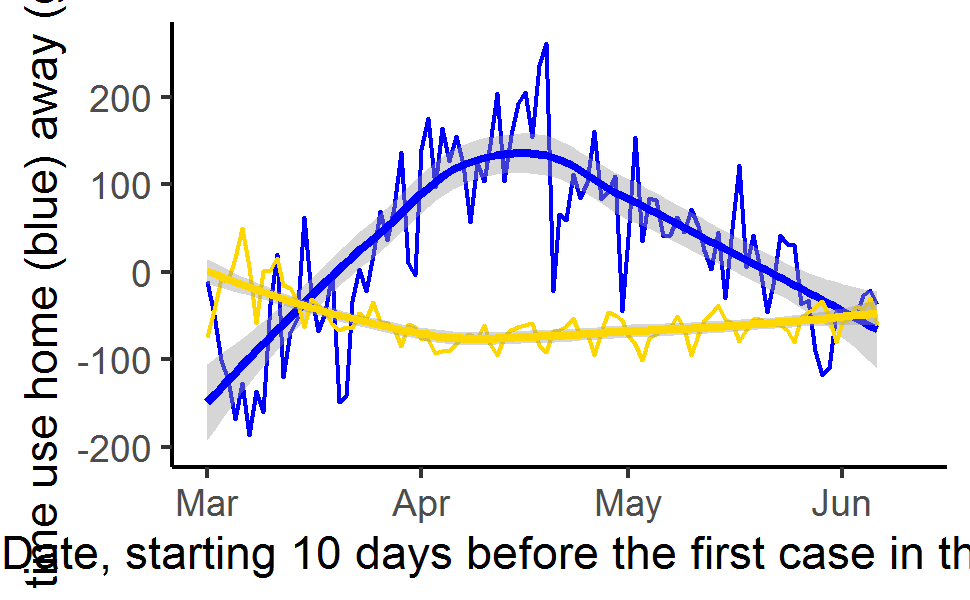 time use home (blue) away (
200
100
0
-100
-200
Mar Apr May Jun
Date, starting 10 days before the first case in th